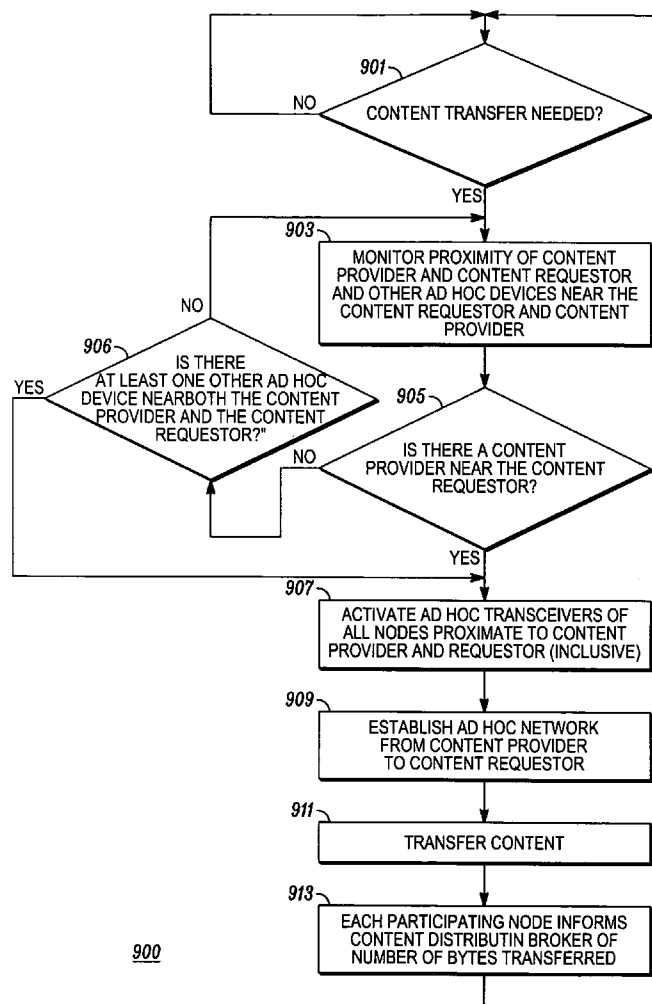 901
CONTENT TRANSFER NEEDED?
NO
YES
903
MONITOR PROXIMITY OF CONTENT
PROVIDER AND CONTENT REQUESTOR
AND OTHER AD HOC DEVICES NEAR THE
CONTENT REQUESTOR AND CONTENT
PROVIDER
NO
906
IS THERE
AT LEAST ONE OTHER AD HOC
DEVICE NEARBOTH THE CONTENT
PROVIDER AND THE CONTENT
REQUESTOR?"
YES
905
IS THERE A CONTENT
PROVIDER NEAR THE CONTENT
REQUESTOR?
NO
YES
907
ACTIVATE AD HOC TRANSCEIVERS OF
ALL NODES PROXIMATE TO CONTENT
PROVIDER AND REQUESTOR (INCLUSIVE)
909
ESTABLISH AD HOC NETWORK
FROM CONTENT PROVIDER
TO CONTENT REQUESTOR
911
TRANSFER CONTENT
913
EACH PARTICIPATING NODE INFORMS
CONTENT DISTRIBUTIN BROKER OF
NUMBER OF BYTES TRANSFERRED
900